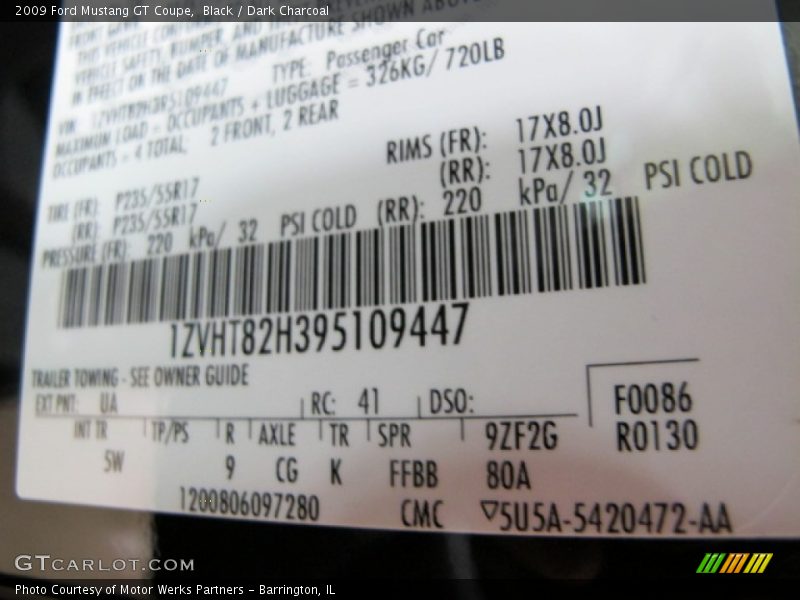 2009 Ford Mustang GT Coupe, Black / Dark Charcoal
THIS VEHICLE
VEHICLE SAFETY, BUMPER, AND
IN EFFECT ON THE DATE OF MANUFACTURE SHOWN ABOVE
VIN: 1ZVHT82H395109447 TYPE: Passenger Car
MAXIMUM LOAD = OCCUPANTS + LUGGAGE = 326KG/ 720LB
OCCUPANTS = 4 TOTAL, 2 FRONT, 2 REAR
RIMS (FR): 17X8.0J
TIRE (FR): P235/55R17 (RR): 17X8.0J
(RR): P235/55R17
PRESSURE (FR): 220 kPa/ 32 PSI COLD (RR): 220 kPa/ 32 PSI COLD
1ZVHT82H395109447
TRAILER TOWING - SEE OWNER GUIDE
EXT PNT: UA RC: 41 DSO: F0086
INT TR TP/PS R AXLE TR SPR 9ZF2G R0130
5W 9 CG K FFBB 80A
1200806097280 CMC ▽5U5A-5420472-AA
GTCARLOT.COM
Photo Courtesy of Motor Werks Partners - Barrington, IL